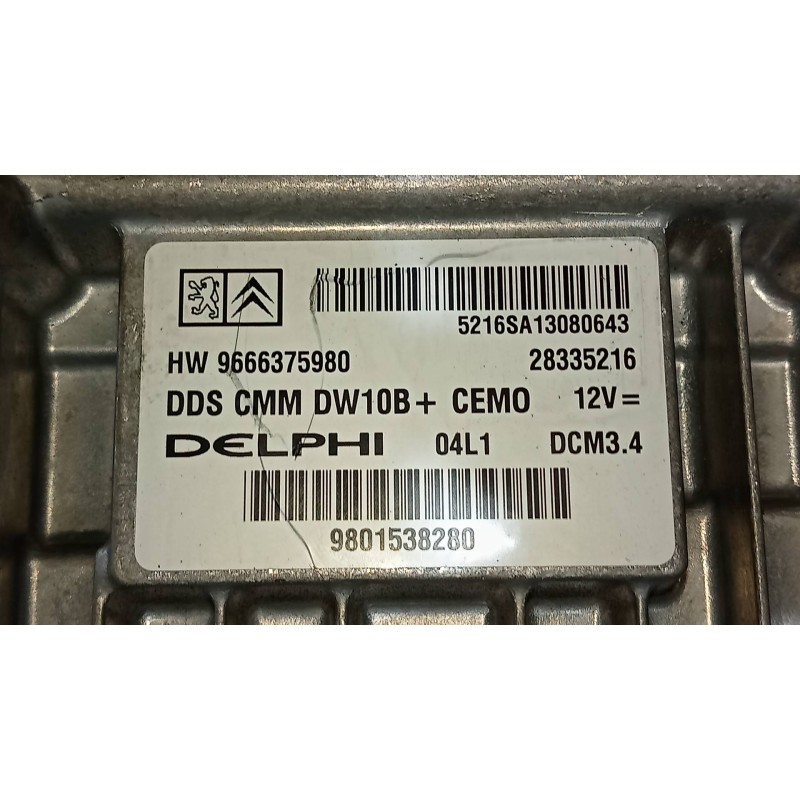 5216SA13080643
HW 9666375980 28335216
DDS CMM DW10B+ CEMO 12V=
DELPHI 04L1 DCM3.4
9801538280